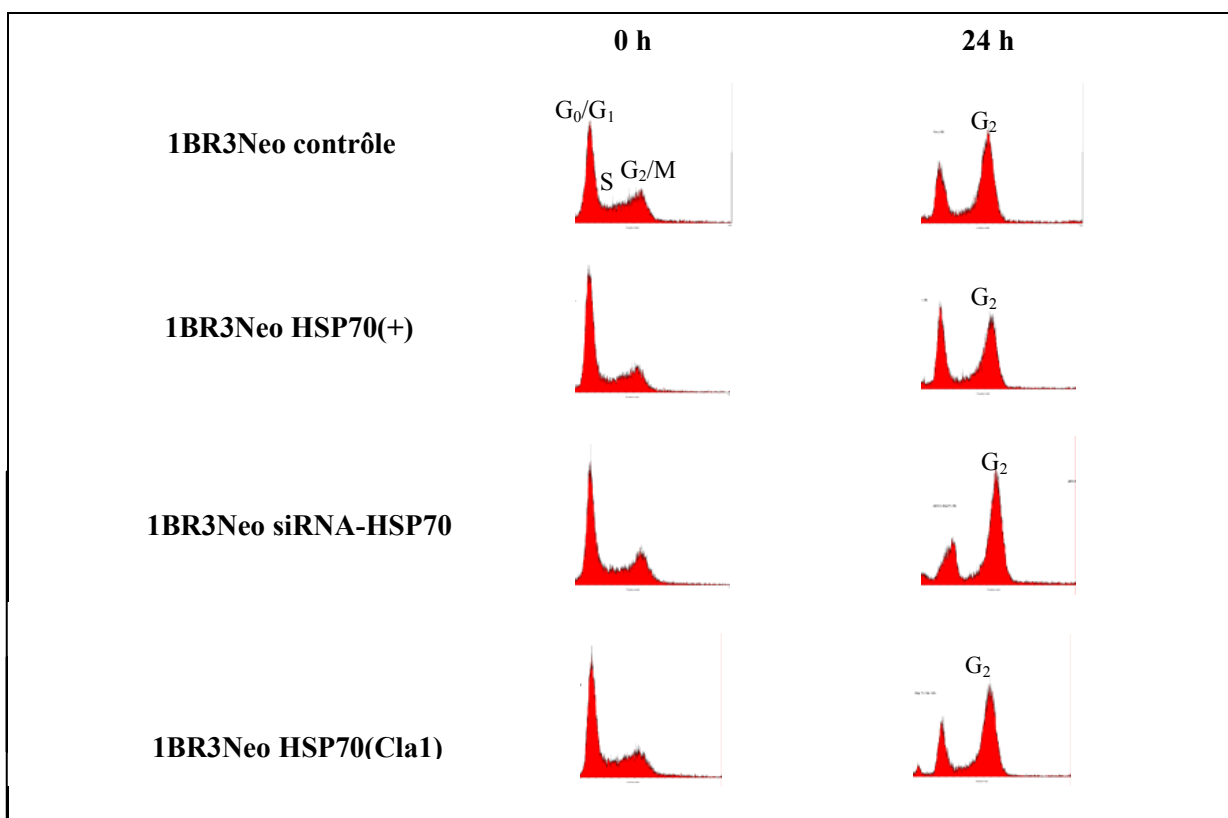 0 h 24 h
G₀/G₁
1BR3Neo contrôle
S G₂/M
G₂
1BR3Neo HSP70(+)
G₂
1BR3Neo siRNA-HSP70
G₂
1BR3Neo HSP70(Cla1)
G₂